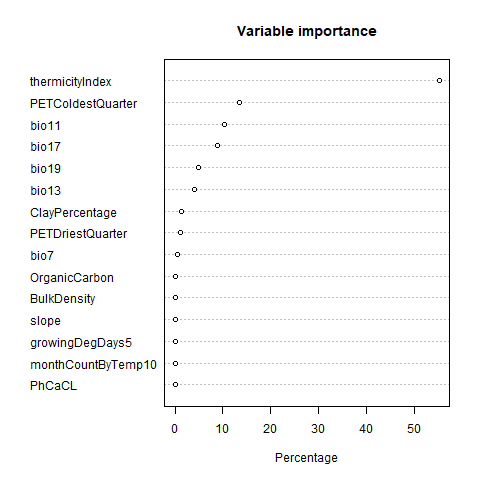 Variable importance
thermicityIndex
PETColdestQuarter
bio11
bio17
bio19
bio13
ClayPercentage
PETDriestQuarter
bio7
OrganicCarbon
BulkDensity
slope
growingDegDays5
monthCountByTemp10
PhCaCL
0 10 20 30 40 50
Percentage